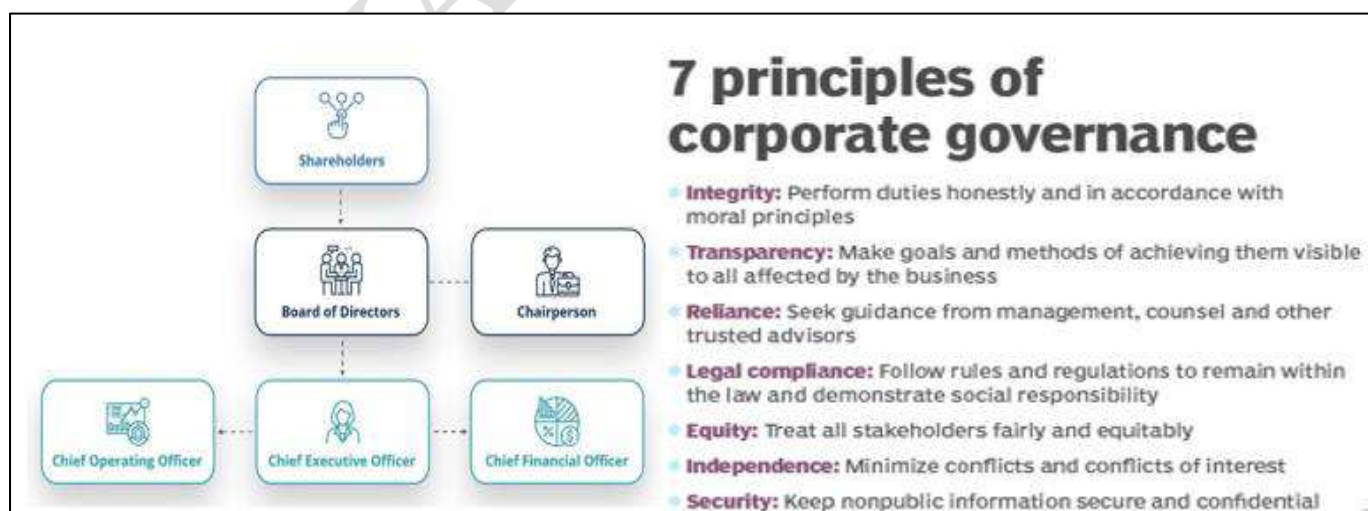 Shareholders
Board of Directors
Chairperson
Chief Operating Officer
Chief Executive Officer
Chief Financial Officer
7 principles of
corporate governance
Integrity: Perform duties honestly and in accordance with
moral principles
Transparency: Make goals and methods of achieving them visible
to all affected by the business
Reliance: Seek guidance from management, counsel and other
trusted advisors
Legal compliance: Follow rules and regulations to remain within
the law and demonstrate social responsibility
Equity: Treat all stakeholders fairly and equitably
Independence: Minimize conflicts and conflicts of interest
Security: Keep nonpublic information secure and confidential